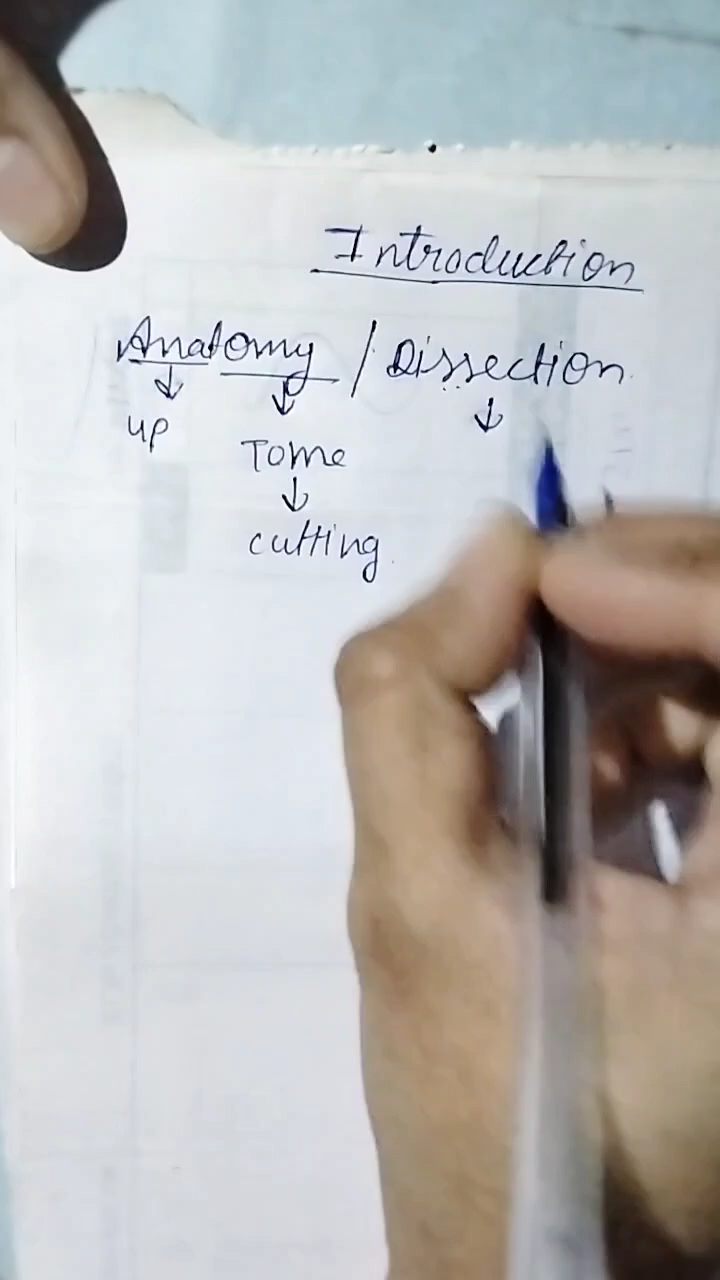 Introduction
Anatomy / Dissection
↓ ↓ ↓
up
Tome
↓
cutting.